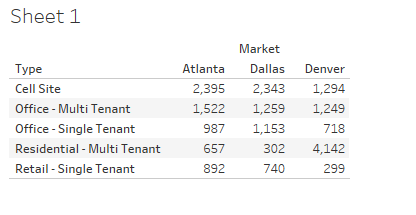 Sheet 1
Market
Type Atlanta Dallas Denver
Cell Site 2,395 2,343 1,294
Office - Multi Tenant 1,522 1,259 1,249
Office - Single Tenant 987 1,153 718
Residential - Multi Tenant 657 302 4,142
Retail - Single Tenant 892 740 299